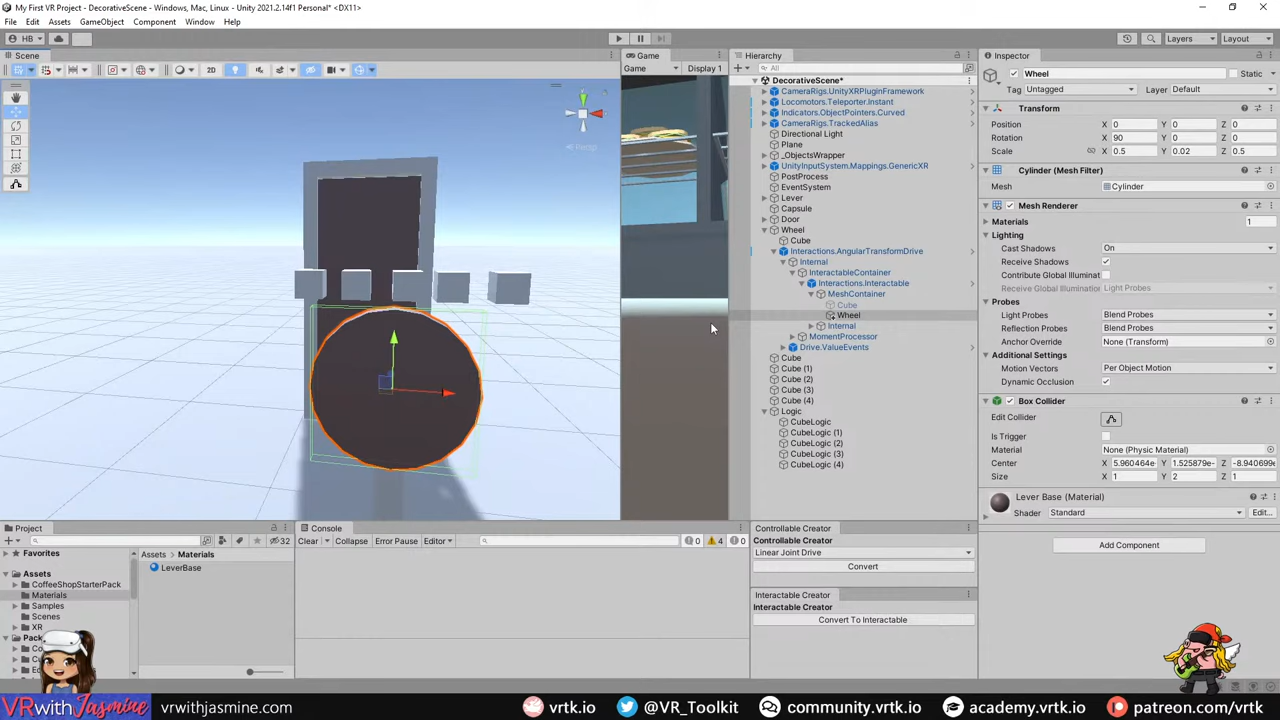 My First VR Project - DecorativeScene - Windows, Mac, Linux - Unity 2021.2.14f1 Personal* <DX11>
File Edit Assets GameObject Component Window Help
HB
Layers Layout
Scene
2D
Persp
Game
Game Display 1
Hierarchy
All
DecorativeScene*
CameraRigs.UnityXRPluginFramework
Locomotors.Teleporter.Instant
Indicators.ObjectPointers.Curved
CameraRigs.TrackedAlias
Directional Light
Plane
_ObjectsWrapper
UnityInputSystem.Mappings.GenericXR
PostProcess
EventSystem
Lever
Capsule
Door
Wheel
Cube
Interactions.AngularTransformDrive
Internal
InteractableContainer
Interactions.Interactable
MeshContainer
Cube
Wheel
Internal
MomentProcessor
Drive.ValueEvents
Cube
Cube (1)
Cube (2)
Cube (3)
Cube (4)
Logic
CubeLogic
CubeLogic (1)
CubeLogic (2)
CubeLogic (3)
CubeLogic (4)
Inspector
Wheel Static
Tag Untagged Layer Default
Transform
Position X 0 Y 0 Z 0
Rotation X 90 Y 0 Z 0
Scale X 0.5 Y 0.02 Z 0.5
Cylinder (Mesh Filter)
Mesh Cylinder
Mesh Renderer
Materials 1
Lighting
Cast Shadows On
Receive Shadows
Contribute Global Illuminat
Receive Global Illuminat Light Probes
Probes
Light Probes Blend Probes
Reflection Probes Blend Probes
Anchor Override None (Transform)
Additional Settings
Motion Vectors Per Object Motion
Dynamic Occlusion
Box Collider
Edit Collider
Is Trigger
Material None (Physic Material)
Center X 5.960464e- Y 1.525879e- Z -8.940699e
Size X 1 Y 2 Z 1
Lever Base (Material)
Shader Standard Edit...
Add Component
Project
32
Favorites
Assets
CoffeeShopStarterPack
Materials
Samples
Scenes
XR
Pack
Assets > Materials
LeverBase
Console
Clear Collapse Error Pause Editor
0 4 0
Controllable Creator
Controllable Creator
Linear Joint Drive
Convert
Interactable Creator
Interactable Creator
Convert To Interactable
VRwithJasmine vrwithjasmine.com vrtk.io @VR_Toolkit community.vrtk.io academy.vrtk.io patreon.com/vrtk